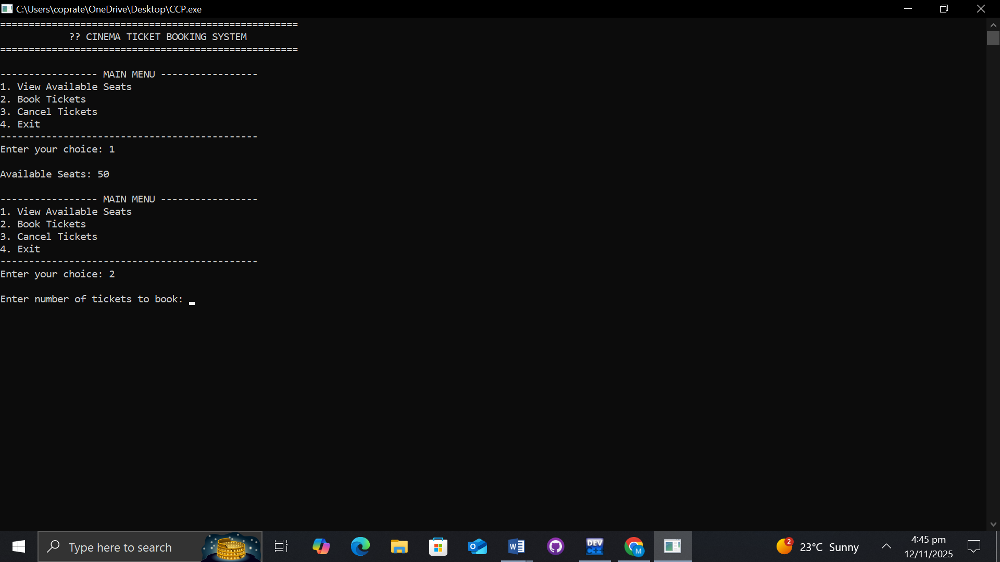 C:\Users\coprate\OneDrive\Desktop\CCP.exe
====================================================
?? CINEMA TICKET BOOKING SYSTEM
====================================================
----------------- MAIN MENU -----------------
1. View Available Seats
2. Book Tickets
3. Cancel Tickets
4. Exit
---------------------------------------------
Enter your choice: 1
Available Seats: 50
----------------- MAIN MENU -----------------
1. View Available Seats
2. Book Tickets
3. Cancel Tickets
4. Exit
---------------------------------------------
Enter your choice: 2
Enter number of tickets to book:
Type here to search
W
DEV
C++
M
2
23°C Sunny
4:45 pm
12/11/2025